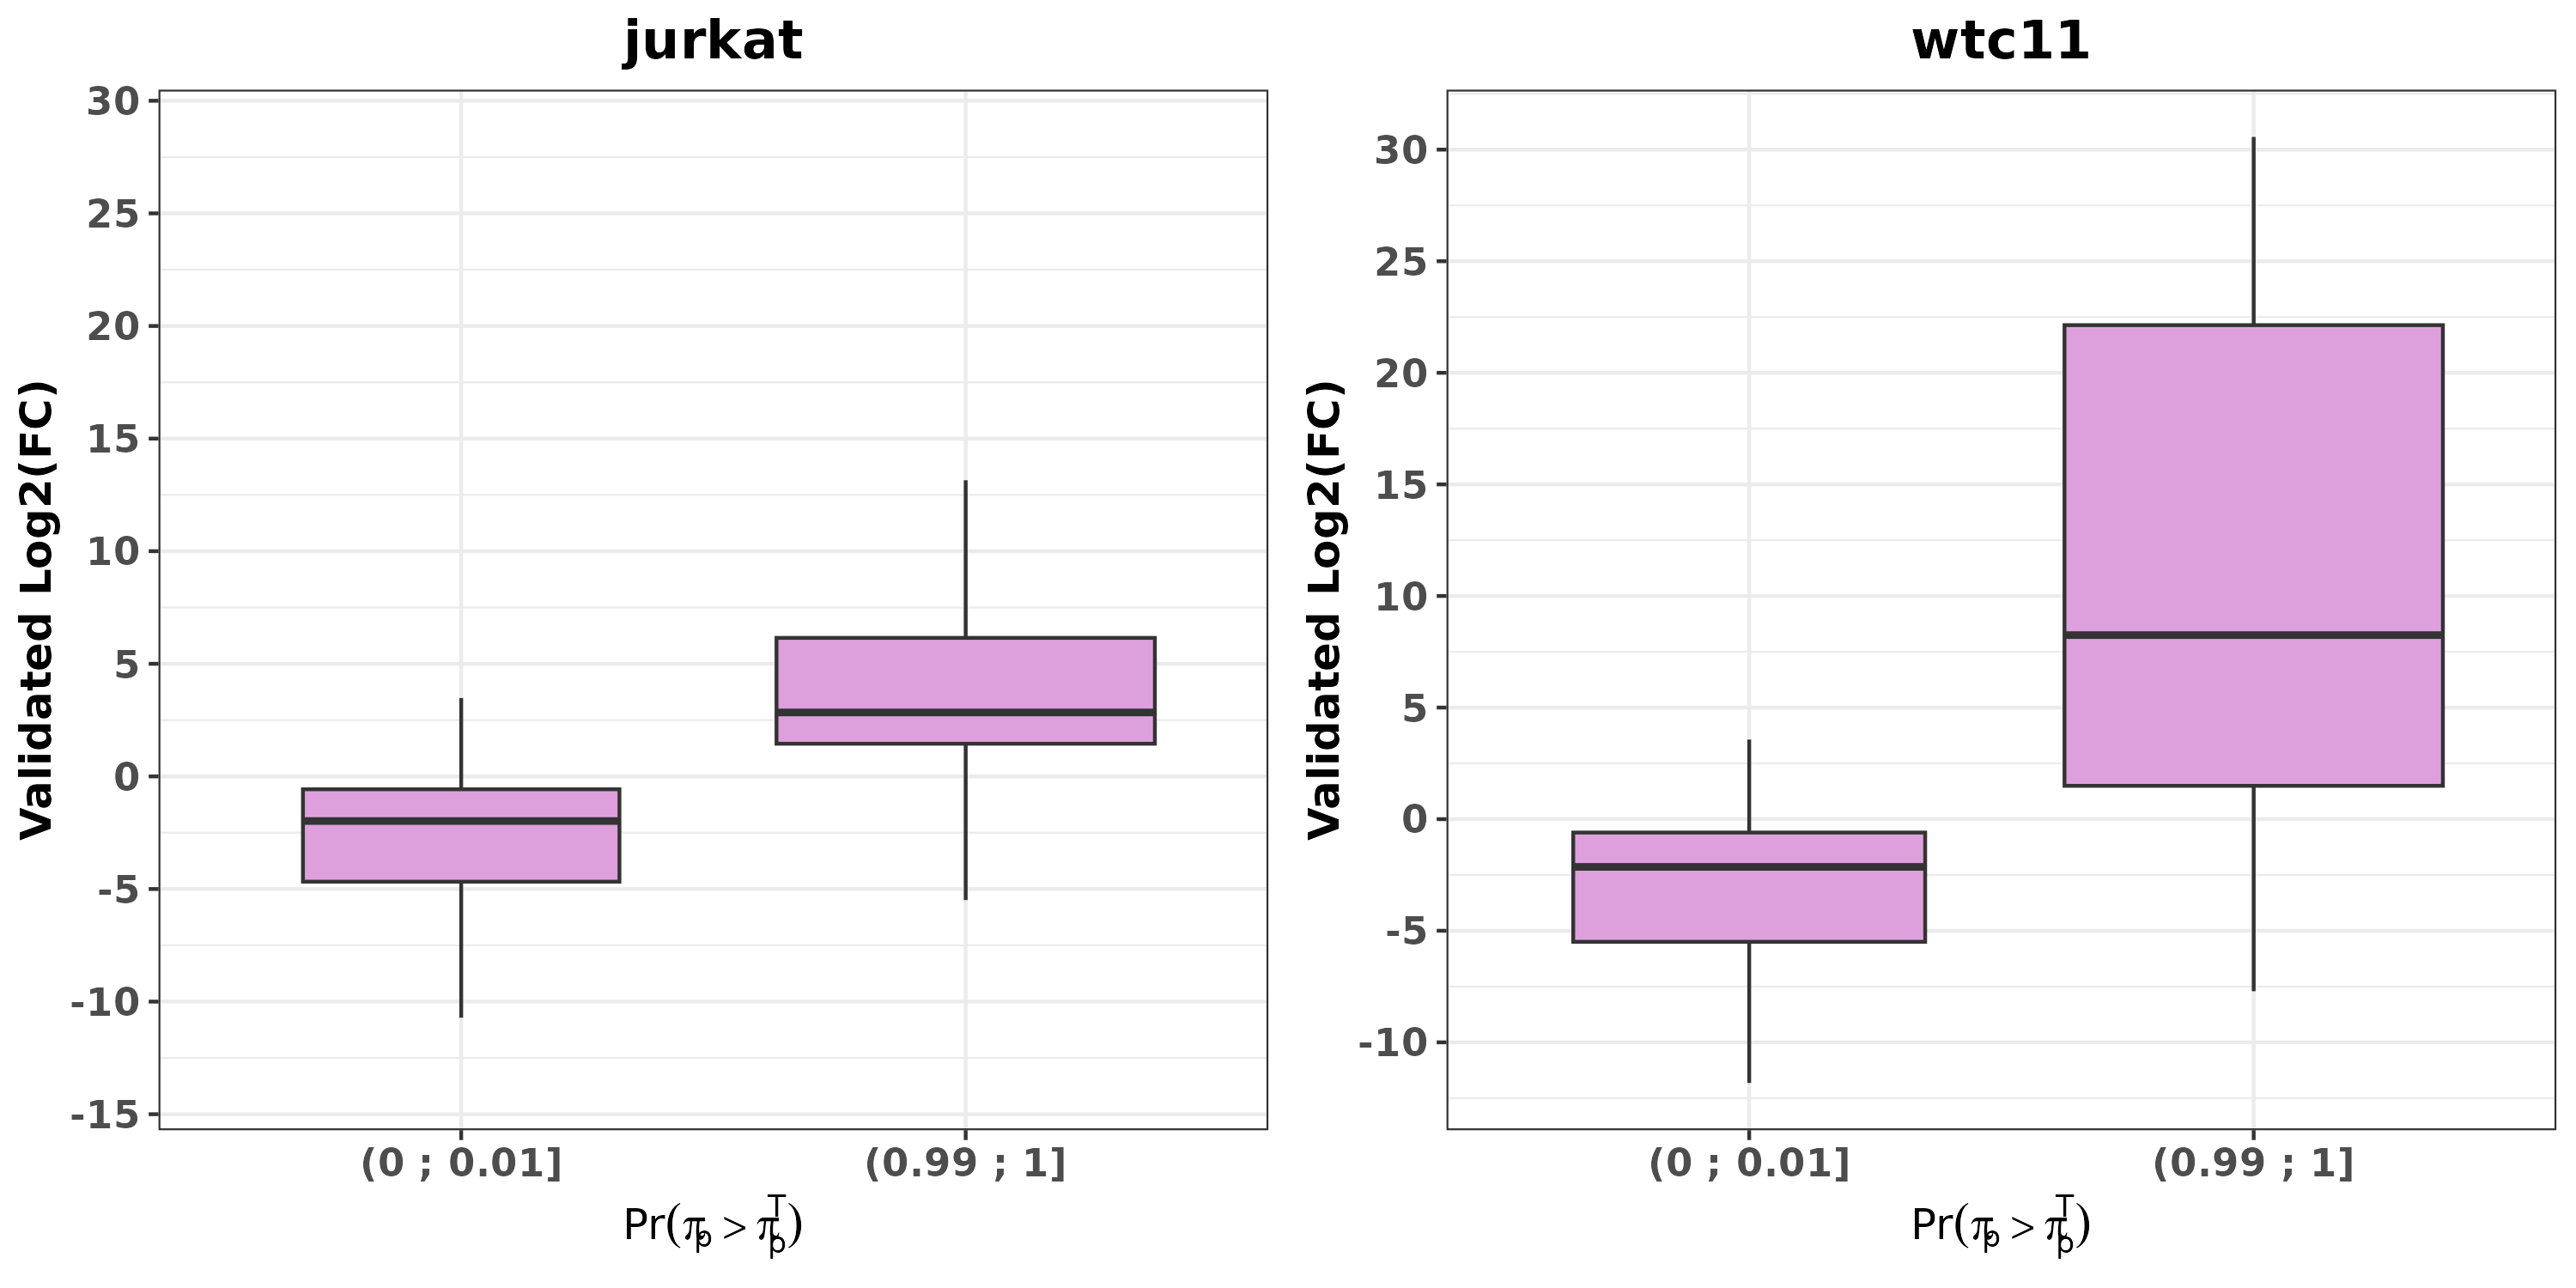 jurkat
Validated Log2(FC)
30
25
20
15
10
5
0
-5
-10
-15
(0 ; 0.01]
(0.99 ; 1]
Pr(πp > πpT)
wtc11
Validated Log2(FC)
30
25
20
15
10
5
0
-5
-10
(0 ; 0.01]
(0.99 ; 1]
Pr(πp > πpT)